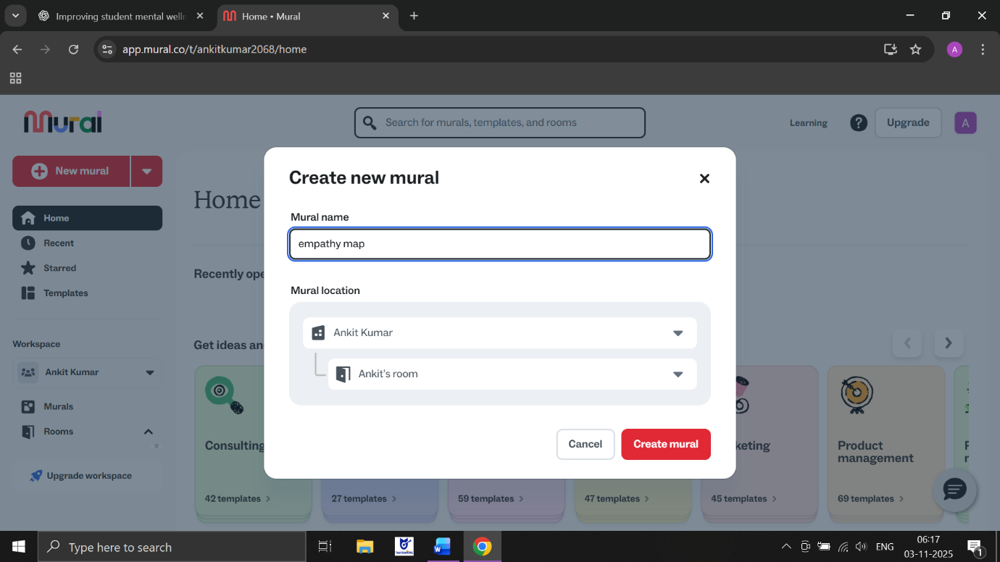 Improving student mental welln
Home • Mural
app.mural.co/t/ankitkumar2068/home
A
Mural
Search for murals, templates, and rooms
Learning
?
Upgrade
A
New mural
Home
Recent
Starred
Templates
Workspace
Ankit Kumar
Murals
Rooms
Upgrade workspace
Home
Recently ope
Get ideas an
Consulting
42 templates
27 templates
59 templates
47 templates
keting
45 templates
Product
management
69 templates
Create new mural
Mural name
empathy map
Mural location
Ankit Kumar
Ankit's room
Cancel
Create mural
Type here to search
W
ENG
06:17
03-11-2025
1